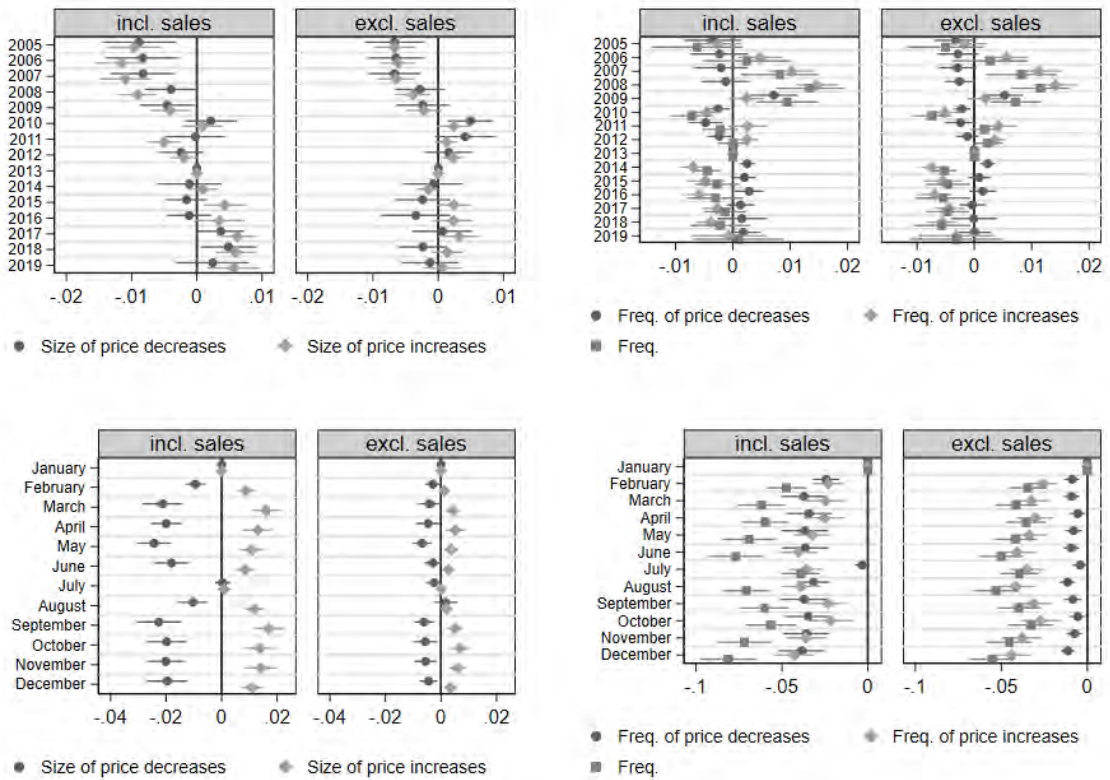 incl. sales
excl. sales
2005
2006
2007
2008
2009
2010
2011
2012
2013
2014
2015
2016
2017
2018
2019
-.02 -.01 0 .01
-.02 -.01 0 .01
Size of price decreases
Size of price increases
incl. sales
excl. sales
2005
2006
2007
2008
2009
2010
2011
2012
2013
2014
2015
2016
2017
2018
2019
-.01 0 .01 .02
-.01 0 .01 .02
Freq. of price decreases
Freq. of price increases
Freq.
incl. sales
excl. sales
January
February
March
April
May
June
July
August
September
October
November
December
-.04 -.02 0 .02
-.04 -.02 0 .02
Size of price decreases
Size of price increases
incl. sales
excl. sales
January
February
March
April
May
June
July
August
September
October
November
December
-.1 -.05 0
-.1 -.05 0
Freq. of price decreases
Freq. of price increases
Freq.